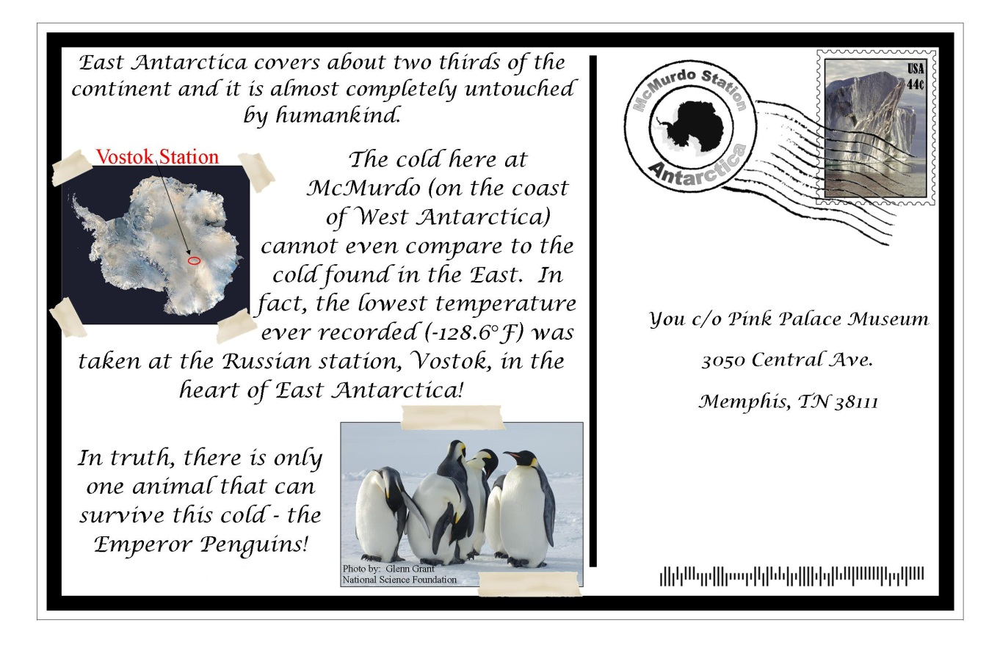 East Antarctica covers about two thirds of the
continent and it is almost completely untouched
by humankind.
Vostok Station
The cold here at
McMurdo (on the coast
of West Antarctica)
cannot even compare to the
cold found in the East. In
fact, the lowest temperature
ever recorded (-128.6°F) was
taken at the Russian station, Vostok, in the
heart of East Antarctica!
In truth, there is only
one animal that can
survive this cold - the
Emperor Penguins!
Photo by: Glenn Grant
National Science Foundation
McMurdo Station
Antarctica
USA
44¢
You c/o Pink Palace Museum
3050 Central Ave.
Memphis, TN 38111